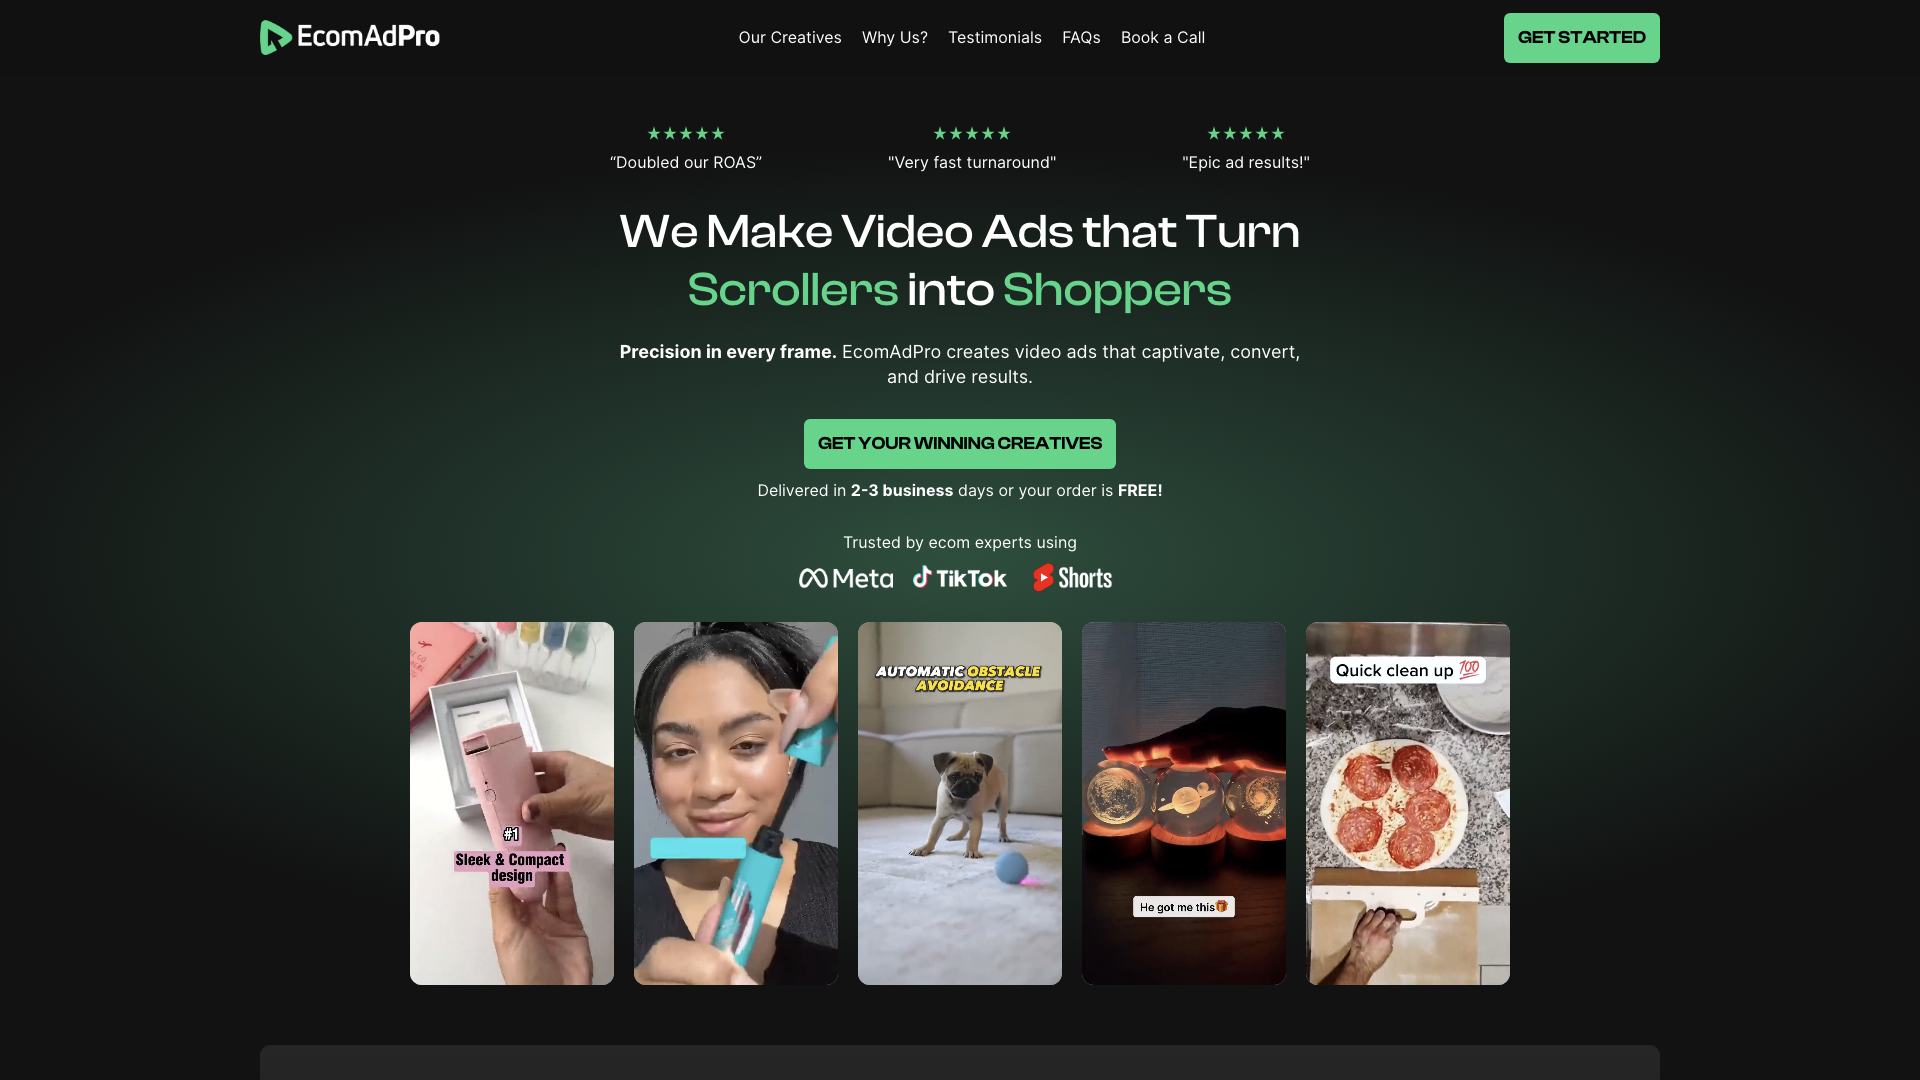 EcomAdPro
Our Creatives
Why Us?
Testimonials
FAQs
Book a Call
GET STARTED
★★★★★
★★★★★
★★★★★
“Doubled our ROAS”
"Very fast turnaround"
"Epic ad results!"
We Make Video Ads that Turn
Scrollers into Shoppers
Precision in every frame. EcomAdPro creates video ads that captivate, convert,
and drive results.
GET YOUR WINNING CREATIVES
Delivered in 2-3 business days or your order is FREE!
Trusted by ecom experts using
Meta
TikTok
Shorts
#1
Sleek & Compact
design
AUTOMATIC OBSTACLE
AVOIDANCE
He got me this🎁
Quick clean up 💯